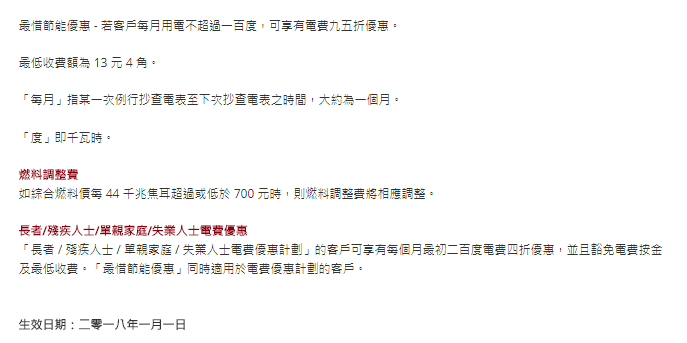 最惜節能優惠 - 若客戶每月用電不超過一百度，可享有電費九五折優惠。
最低收費額為 13 元 4 角。
「每月」指某一次例行抄查電表至下次抄查電表之時間，大約為一個月。
「度」即千瓦時。
燃料調整費
如綜合燃料價每 44 千兆焦耳超過或低於 700 元時，則燃料調整費將相應調整。
長者/殘疾人士/單親家庭/失業人士電費優惠
「長者 / 殘疾人士 / 單親家庭 / 失業人士電費優惠計劃」的客戶可享有每個月最初二百度電費四折優惠，並且豁免電費按金
及最低收費。「最惜節能優惠」同時適用於電費優惠計劃的客戶。
生效日期：二零一八年一月一日